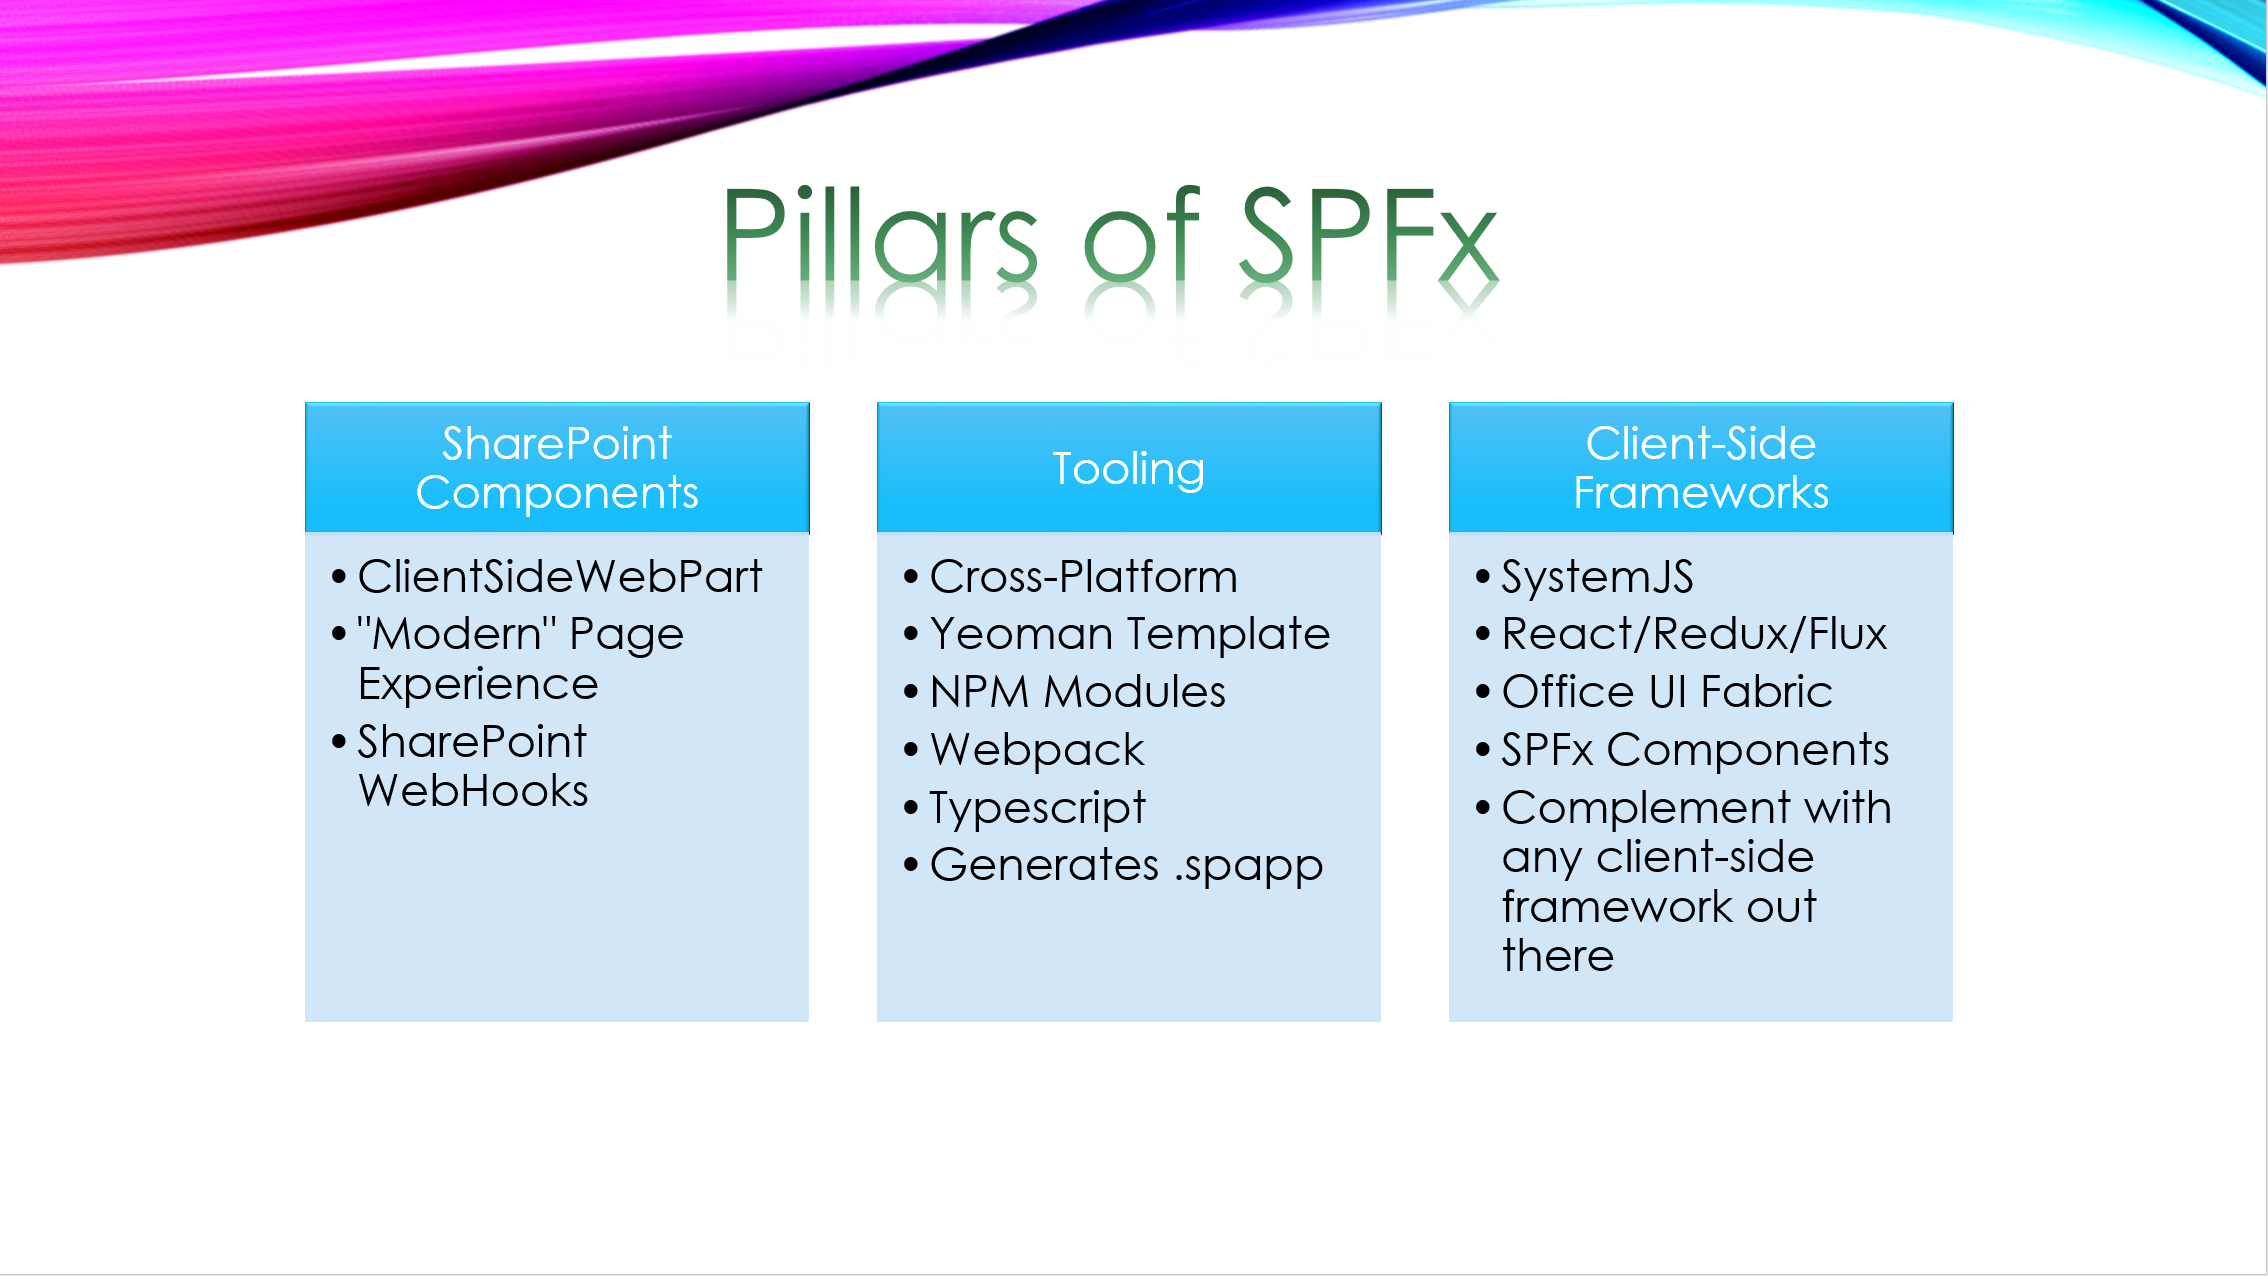 Pillars of SPFx
SharePoint
Components
•ClientSideWebPart
•"Modern" Page
Experience
•SharePoint
WebHooks
Tooling
•Cross-Platform
•Yeoman Template
•NPM Modules
•Webpack
•Typescript
•Generates .spapp
Client-Side
Frameworks
•SystemJS
•React/Redux/Flux
•Office UI Fabric
•SPFx Components
•Complement with
any client-side
framework out
there